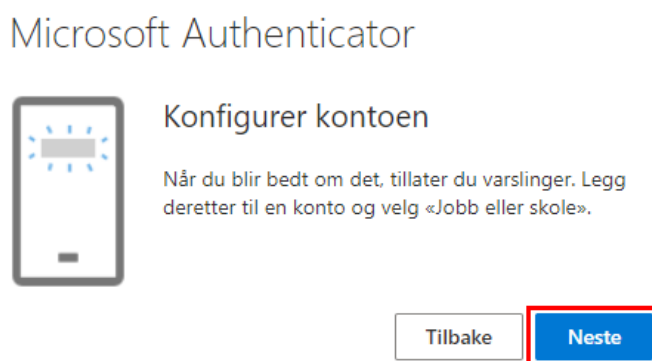 Microsoft Authenticator
Konfigurer kontoen
Når du blir bedt om det, tillater du varslinger. Legg
deretter til en konto og velg «Jobb eller skole».
Tilbake
Neste